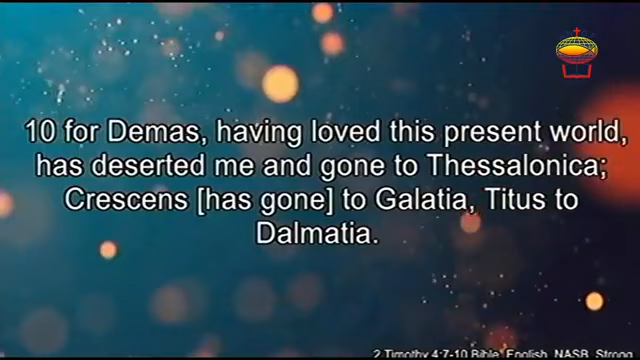 10 for Demas, having loved this present world,
has deserted me and gone to Thessalonica;
Crescens [has gone] to Galatia, Titus to
Dalmatia.
2 Timothy 4:7-10 Bible, English, NASB, Strong